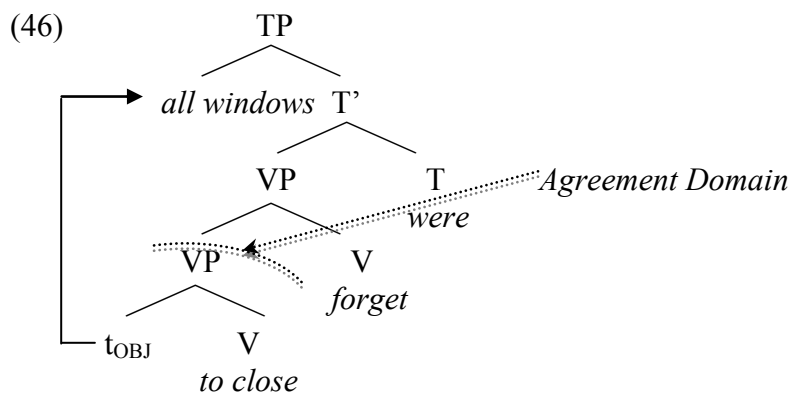 (46) TP
all windows T’
VP T Agreement Domain
were
VP V
forget
tOBJ V
to close